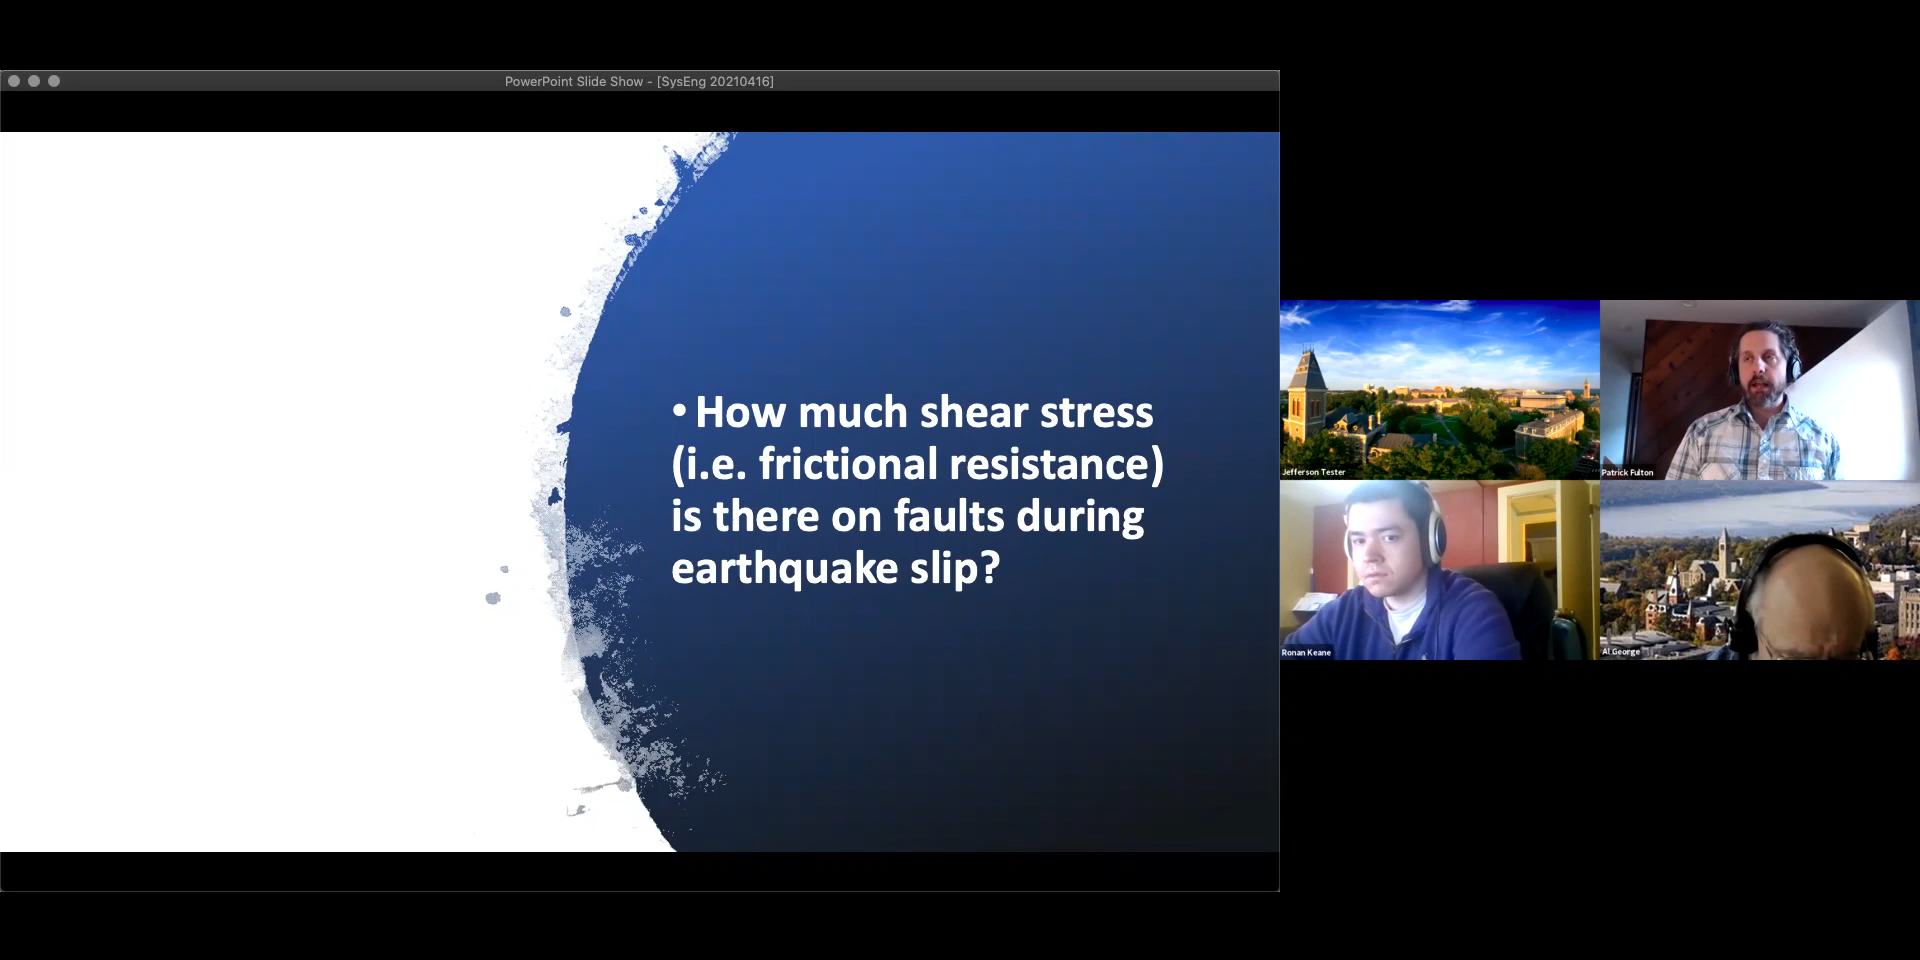 PowerPoint Slide Show - [SysEng 20210416]
• How much shear stress
(i.e. frictional resistance)
is there on faults during
earthquake slip?
Jefferson Tester
Patrick Fulton
Ronan Keane
Al George